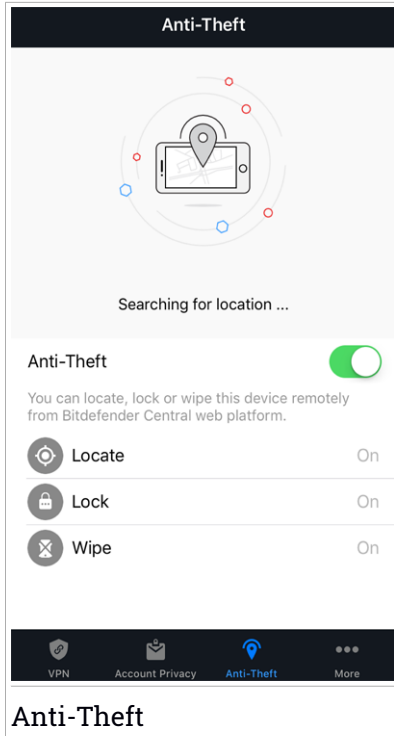 Anti-Theft
Searching for location ...
Anti-Theft
You can locate, lock or wipe this device remotely
from Bitdefender Central web platform.
Locate On
Lock On
Wipe On
VPN Account Privacy Anti-Theft More
Anti-Theft